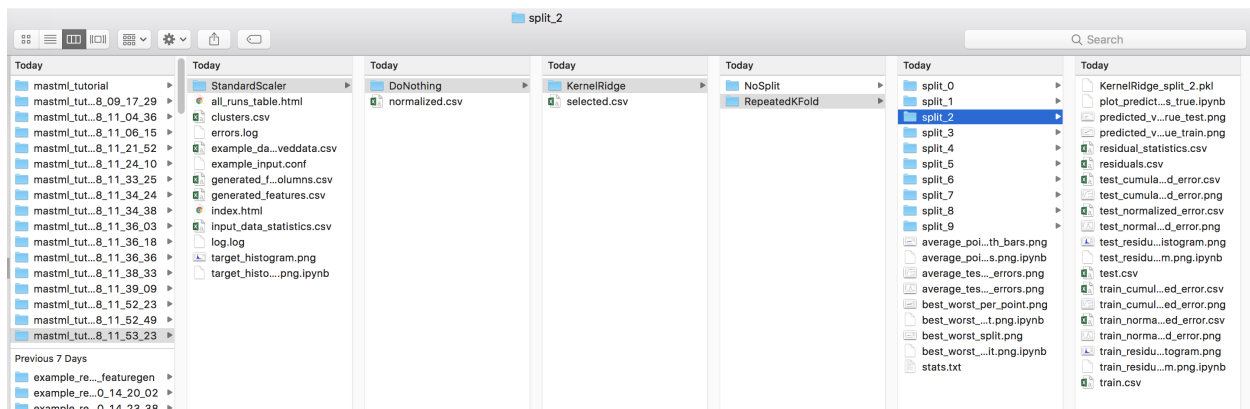 split_2
Search
Today
mastml_tutorial
mastml_tut...8_09_17_29
mastml_tut...8_11_04_36
mastml_tut...8_11_06_15
mastml_tut...8_11_21_52
mastml_tut...8_11_24_10
mastml_tut...8_11_33_25
mastml_tut...8_11_34_24
mastml_tut...8_11_34_38
mastml_tut...8_11_36_03
mastml_tut...8_11_36_18
mastml_tut...8_11_36_36
mastml_tut...8_11_38_33
mastml_tut...8_11_39_09
mastml_tut...8_11_52_23
mastml_tut...8_11_52_49
mastml_tut...8_11_53_23
Previous 7 Days
example_re..._featuregen
example_re...0_14_20_02
example_re...0_14_23_38
Today
StandardScaler
all_runs_table.html
clusters.csv
errors.log
example_da...veddata.csv
example_input.conf
generated_f...olumns.csv
generated_features.csv
index.html
input_data_statistics.csv
log.log
target_histogram.png
target_histo....png.ipynb
Today
DoNothing
normalized.csv
Today
KernelRidge
selected.csv
Today
NoSplit
RepeatedKFold
Today
split_0
split_1
split_2
split_3
split_4
split_5
split_6
split_7
split_8
split_9
average_poi...th_bars.png
average_poi...s.png.ipynb
average_tes..._errors.png
average_tes..._errors.png
best_worst_per_point.png
best_worst_...t.png.ipynb
best_worst_split.png
best_worst_...it.png.ipynb
stats.txt
Today
KernelRidge_split_2.pkl
plot_predict...s_true.ipynb
predicted_v...rue_test.png
predicted_v...ue_train.png
residual_statistics.csv
residuals.csv
test_cumula...d_error.csv
test_cumula...d_error.png
test_normalized_error.csv
test_normal...d_error.png
test_residu...istogram.png
test_residu...m.png.ipynb
test.csv
train_cumul...ed_error.csv
train_cumul...ed_error.png
train_norma...ed_error.csv
train_norma...d_error.png
train_residu...togram.png
train_residu...m.png.ipynb
train.csv